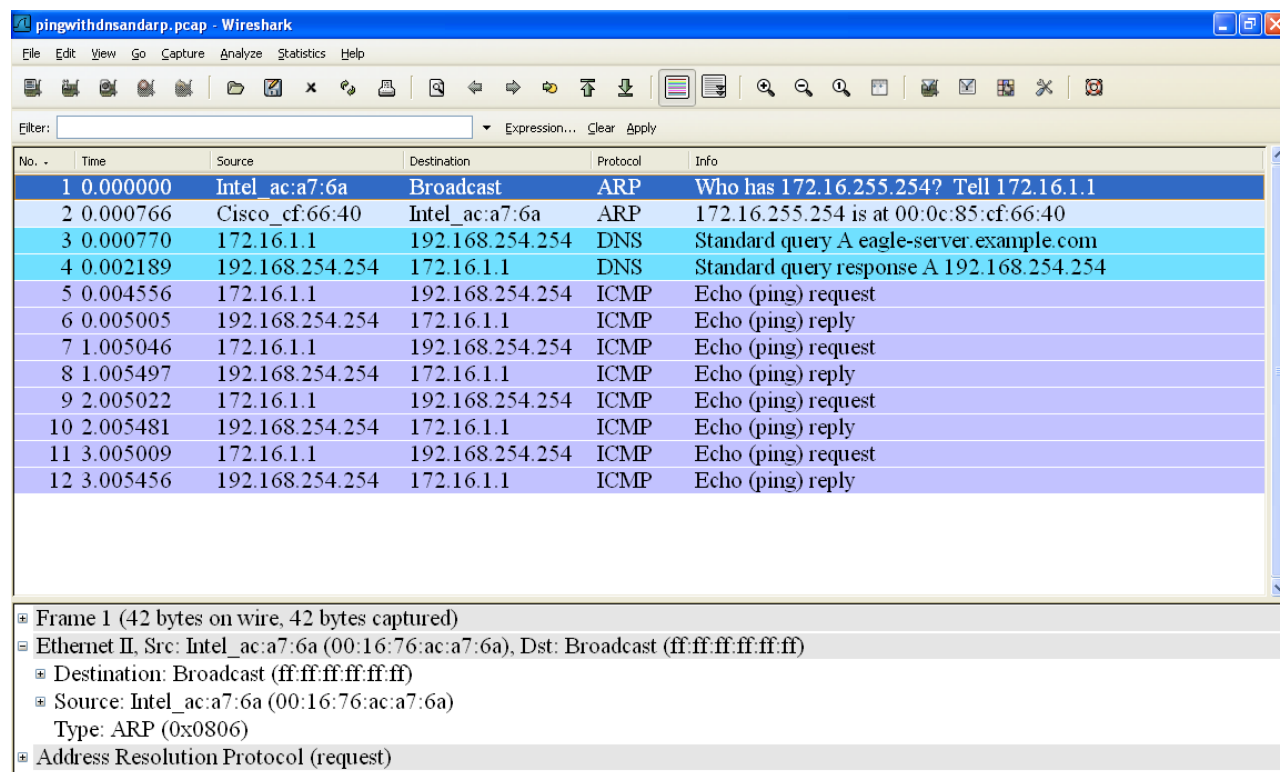 pingwithdnsandarp.pcap - Wireshark
File Edit View Go Capture Analyze Statistics Help
Filter: Expression... Clear Apply
No. - Time Source Destination Protocol Info
1 0.000000 Intel_ac:a7:6a Broadcast ARP Who has 172.16.255.254? Tell 172.16.1.1
2 0.000766 Cisco_cf:66:40 Intel_ac:a7:6a ARP 172.16.255.254 is at 00:0c:85:cf:66:40
3 0.000770 172.16.1.1 192.168.254.254 DNS Standard query A eagle-server.example.com
4 0.002189 192.168.254.254 172.16.1.1 DNS Standard query response A 192.168.254.254
5 0.004556 172.16.1.1 192.168.254.254 ICMP Echo (ping) request
6 0.005005 192.168.254.254 172.16.1.1 ICMP Echo (ping) reply
7 1.005046 172.16.1.1 192.168.254.254 ICMP Echo (ping) request
8 1.005497 192.168.254.254 172.16.1.1 ICMP Echo (ping) reply
9 2.005022 172.16.1.1 192.168.254.254 ICMP Echo (ping) request
10 2.005481 192.168.254.254 172.16.1.1 ICMP Echo (ping) reply
11 3.005009 172.16.1.1 192.168.254.254 ICMP Echo (ping) request
12 3.005456 192.168.254.254 172.16.1.1 ICMP Echo (ping) reply
Frame 1 (42 bytes on wire, 42 bytes captured)
Ethernet II, Src: Intel_ac:a7:6a (00:16:76:ac:a7:6a), Dst: Broadcast (ff:ff:ff:ff:ff:ff)
Destination: Broadcast (ff:ff:ff:ff:ff:ff)
Source: Intel_ac:a7:6a (00:16:76:ac:a7:6a)
Type: ARP (0x0806)
Address Resolution Protocol (request)